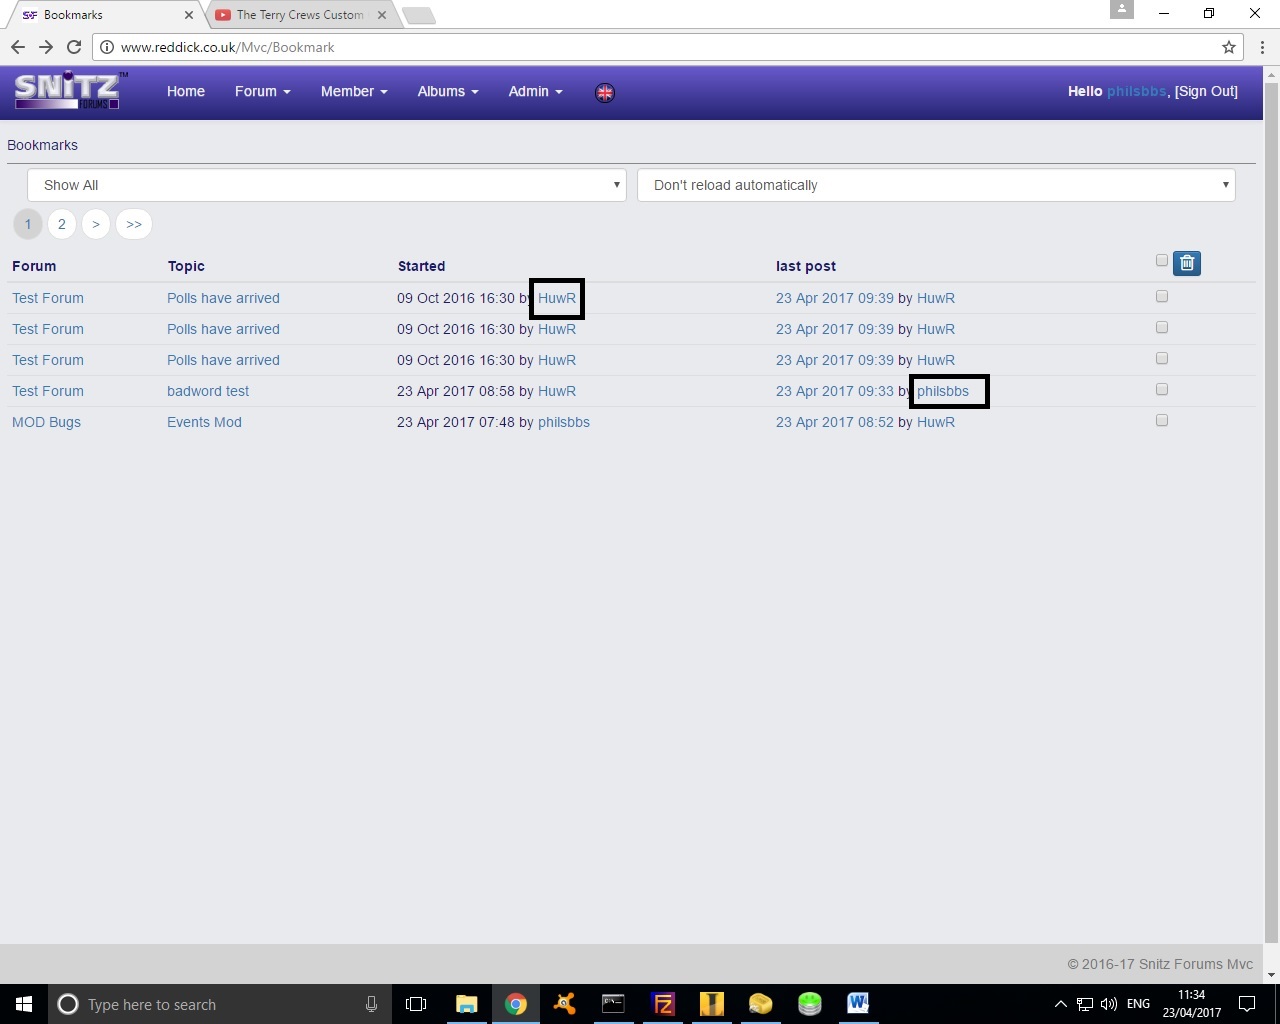 Bookmarks
The Terry Crews Custom
www.reddick.co.uk/Mvc/Bookmark
SNiTZ™ FORUMS
Home Forum Member Albums Admin
Hello philsbbs, [Sign Out]
Bookmarks
Show All
Don't reload automatically
1 2 > >>
Forum Topic Started last post
Test Forum Polls have arrived 09 Oct 2016 16:30 by HuwR 23 Apr 2017 09:39 by HuwR
Test Forum Polls have arrived 09 Oct 2016 16:30 by HuwR 23 Apr 2017 09:39 by HuwR
Test Forum Polls have arrived 09 Oct 2016 16:30 by HuwR 23 Apr 2017 09:39 by HuwR
Test Forum badword test 23 Apr 2017 08:58 by HuwR 23 Apr 2017 09:33 by philsbbs
MOD Bugs Events Mod 23 Apr 2017 07:48 by philsbbs 23 Apr 2017 08:52 by HuwR
© 2016-17 Snitz Forums Mvc
Type here to search
ENG
11:34
23/04/2017